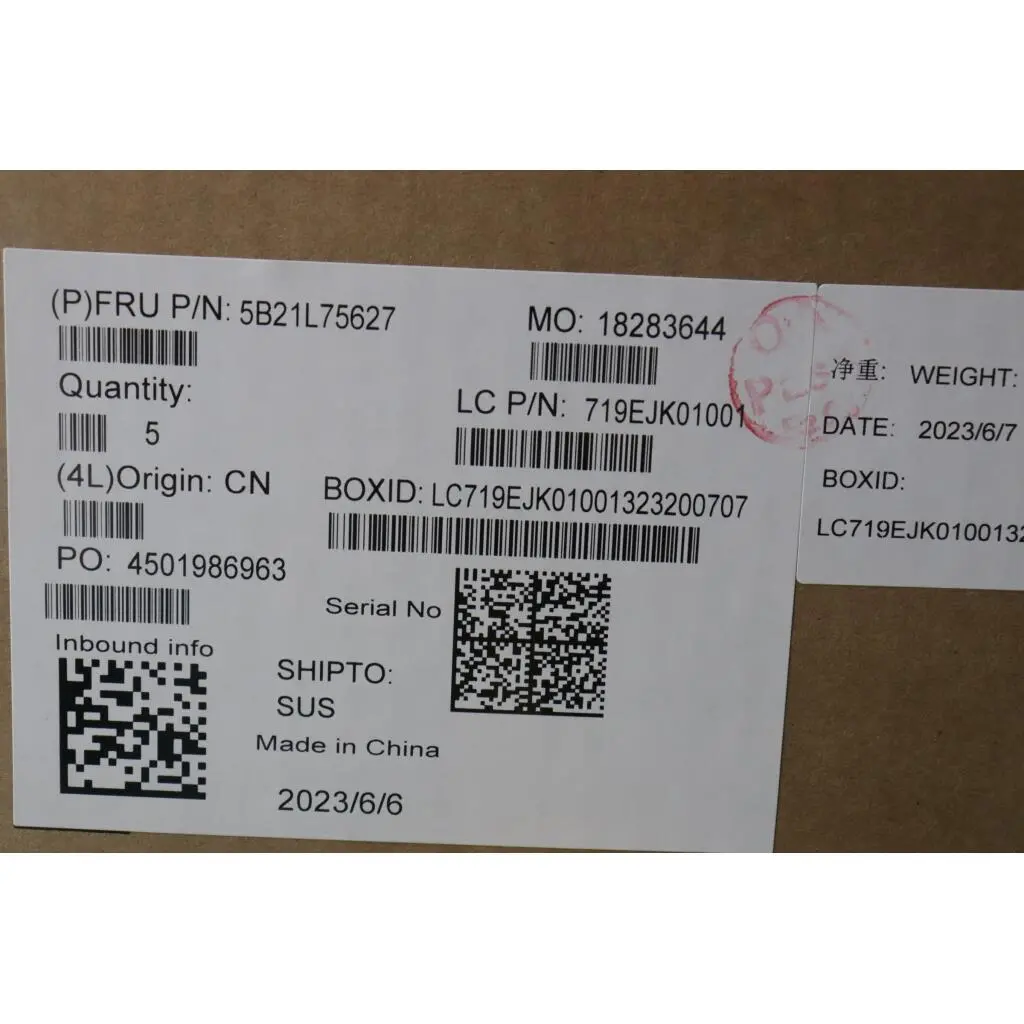 (P)FRU P/N: 5B21L75627
MO: 18283644
Quantity:
5
LC P/N: 719EJK01001
(4L)Origin: CN
BOXID: LC719EJK01001323200707
PO: 4501986963
Serial No
Inbound info
SHIPTO:
SUS
Made in China
2023/6/6
净重: WEIGHT:
DATE: 2023/6/7
BOXID:
LC719EJK0100132